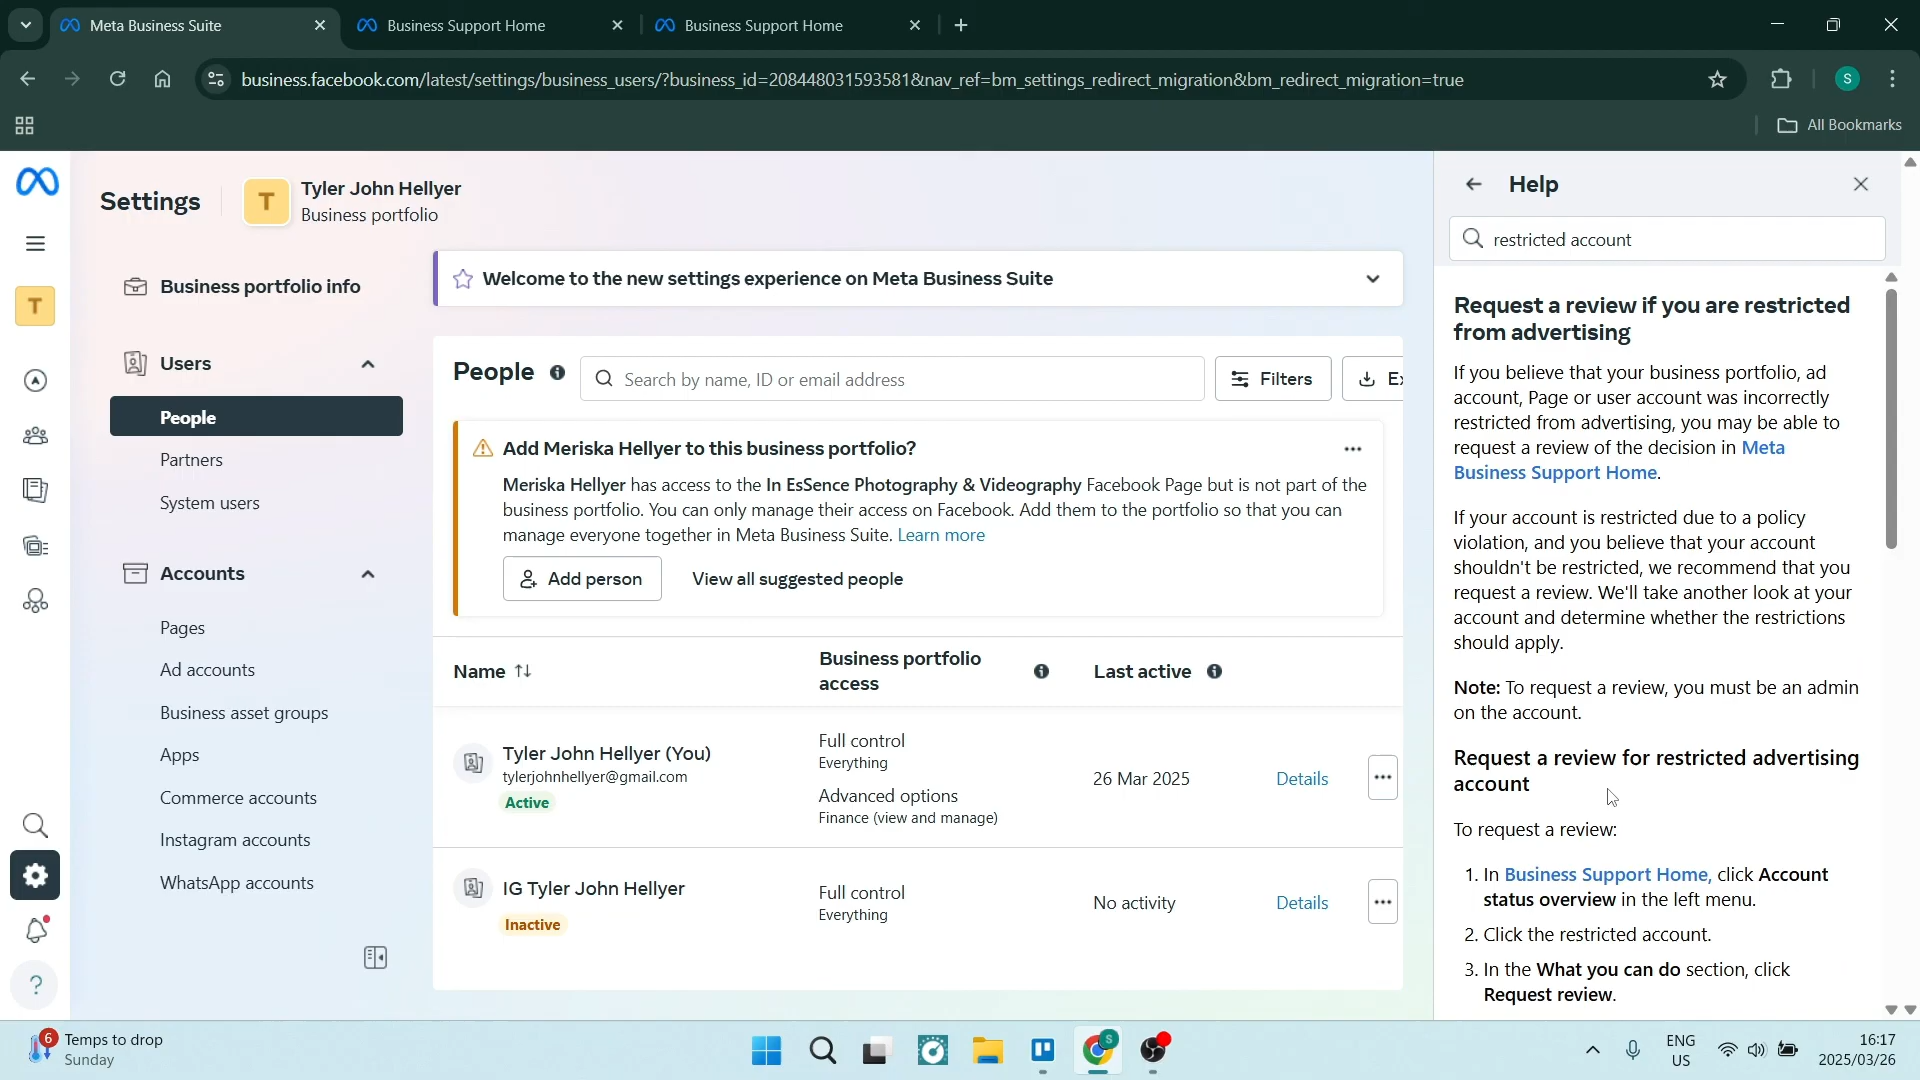 Meta Business Suite
Business Support Home
Business Support Home
business.facebook.com/latest/settings/business_users/?business_id=208448031593581&nav_ref=bm_settings_redirect_migration&bm_redirect_migration=true
S
All Bookmarks
Settings
T
Tyler John Hellyer
Business portfolio
T
Business portfolio info
Users
People
Partners
System users
Accounts
Pages
Ad accounts
Business asset groups
Apps
Commerce accounts
Instagram accounts
WhatsApp accounts
?
Welcome to the new settings experience on Meta Business Suite
People
Search by name, ID or email address
Filters
Ex
Add Meriska Hellyer to this business portfolio?
Meriska Hellyer has access to the In EsSence Photography & Videography Facebook Page but is not part of the
business portfolio. You can only manage their access on Facebook. Add them to the portfolio so that you can
manage everyone together in Meta Business Suite. Learn more
Add person
View all suggested people
Name
Business portfolio
access
Last active
Tyler John Hellyer (You)
tylerjohnhellyer@gmail.com
Active
Full control
Everything
Advanced options
Finance (view and manage)
26 Mar 2025
Details
IG Tyler John Hellyer
Inactive
Full control
Everything
No activity
Details
Help
restricted account
Request a review if you are restricted
from advertising
If you believe that your business portfolio, ad
account, Page or user account was incorrectly
restricted from advertising, you may be able to
request a review of the decision in Meta
Business Support Home.
If your account is restricted due to a policy
violation, and you believe that your account
shouldn't be restricted, we recommend that you
request a review. We'll take another look at your
account and determine whether the restrictions
should apply.
Note: To request a review, you must be an admin
on the account.
Request a review for restricted advertising
account
To request a review:
1. In Business Support Home, click Account
status overview in the left menu.
2. Click the restricted account.
3. In the What you can do section, click
Request review.
6
Temps to drop
Sunday
S
ENG
US
16:17
2025/03/26